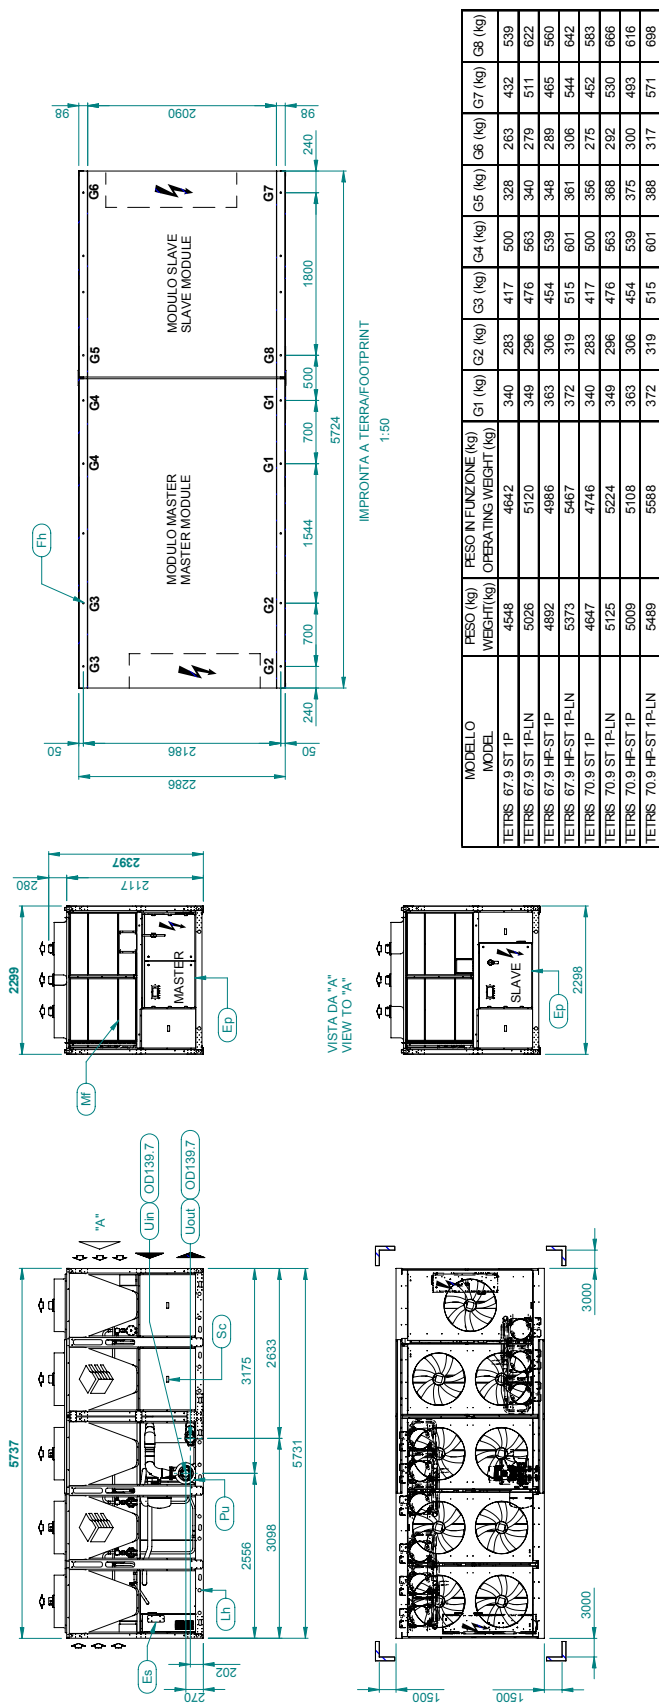 5737
"A"
Uin OD139.7
Uout OD139.7
Sc
Pu
Lh
Es
270
202
2556
3175
3098
2633
5731
2299
280
2117
2397
MASTER
Mf
Ep
VISTA DA "A"
VIEW TO "A"
SLAVE
Ep
2298
3000
3000
1500
1500
Fh
G3
G3
G4
G4
G5
G6
MODULO MASTER
MASTER MODULE
MODULO SLAVE
SLAVE MODULE
G2
G2
G1
G1
G8
G7
50
2186
50
2286
98
2090
98
240
700
1544
700
500
1800
240
5724
IMPRONTA A TERRA/FOOTPRINT
1:50
MODELLO PESO (kg) PESO IN FUNZIONE (kg) G1 (kg) G2 (kg) G3 (kg) G4 (kg) G5 (kg) G6 (kg) G7 (kg) G8 (kg)
MODEL WEIGHT(kg) OPERATING WEIGHT (kg)
TETRIS 67.9 ST 1P 4548 4642 340 283 417 500 328 263 432 539
TETRIS 67.9 ST 1P-LN 5026 5120 349 296 476 563 340 279 511 622
TETRIS 67.9 HP-ST 1P 4892 4986 363 306 454 539 348 289 465 560
TETRIS 67.9 HP-ST 1P-LN 5373 5467 372 319 515 601 361 306 544 642
TETRIS 70.9 ST 1P 4647 4746 340 283 417 500 356 275 452 583
TETRIS 70.9 ST 1P-LN 5125 5224 349 296 476 563 368 292 530 666
TETRIS 70.9 HP-ST 1P 5009 5108 363 306 454 539 375 300 493 616
TETRIS 70.9 HP-ST 1P-LN 5489 5588 372 319 515 601 388 317 571 698